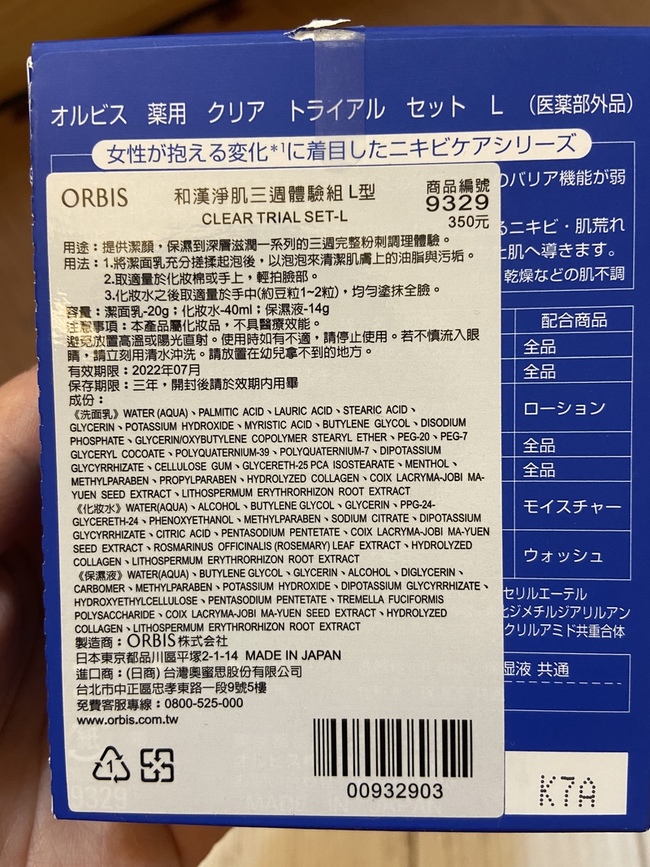 オルビス 薬用 クリア トライアル セット L (医薬部外品)
女性が抱える変化*1に着目したニキビケアシリーズ
のバリア機能が弱
ニキビ・肌荒れ
肌へ導きます。
乾燥などの肌不調
配合商品
全品
全品
ローション
全品
全品
モイスチャー
ウォッシュ
セリルエーテル
ヒジメチルジアリルアン
クリルアミド共重合体
湿液 共通
ORBIS
和漢淨肌三週體驗組 L型
CLEAR TRIAL SET-L
商品編號
9329
350元
用途：提供潔顏，保濕到深層滋潤一系列的三週完整粉刺調理體驗。
用法：1.將潔面乳充分搓揉起泡後，以泡泡來清潔肌膚上的油脂與污垢。
2.取適量於化妝棉或手上，輕拍臉部。
3.化妝水之後取適量於手中(約豆粒1~2粒)，均勻塗抹全臉。
容量：潔面乳-20g；化妝水-40ml；保濕液-14g
注意事項：本產品屬化妝品，不具醫療效能。
避免放置高溫或陽光直射。使用時如有不適，請停止使用。若不慎流入眼
睛，請立刻用清水沖洗。請放置在幼兒拿不到的地方。
有效期限：2022年07月
保存期限：三年，開封後請於效期內用畢
成份：
《洗面乳》WATER (AQUA)、PALMITIC ACID、LAURIC ACID、STEARIC ACID、
GLYCERIN、POTASSIUM HYDROXIDE、MYRISTIC ACID、BUTYLENE GLYCOL、DISODIUM
PHOSPHATE、GLYCERIN/OXYBUTYLENE COPOLYMER STEARYL ETHER、PEG-20、PEG-7
GLYCERYL COCOATE、POLYQUATERNIUM-39、POLYQUATERNIUM-7、DIPOTASSIUM
GLYCYRRHIZATE、CELLULOSE GUM、GLYCERETH-25 PCA ISOSTEARATE、MENTHOL、
METHYLPARABEN、PROPYLPARABEN、HYDROLYZED COLLAGEN、COIX LACRYMA-JOBI MA-
YUEN SEED EXTRACT、LITHOSPERMUM ERYTHRORHIZON ROOT EXTRACT
《化妝水》WATER(AQUA)、ALCOHOL、BUTYLENE GLYCOL、GLYCERIN、PPG-24-
GLYCERETH-24、PHENOXYETHANOL、METHYLPARABEN、SODIUM CITRATE、DIPOTASSIUM
GLYCYRRHIZATE、CITRIC ACID、PENTASODIUM PENTETATE、COIX LACRYMA-JOBI MA-YUEN
SEED EXTRACT、ROSMARINUS OFFICINALIS (ROSEMARY) LEAF EXTRACT、HYDROLYZED
COLLAGEN、LITHOSPERMUM ERYTHRORHIZON ROOT EXTRACT
《保濕液》WATER(AQUA)、BUTYLENE GLYCOL、GLYCERIN、ALCOHOL、DIGLYCERIN、
CARBOMER、METHYLPARABEN、POTASSIUM HYDROXIDE、DIPOTASSIUM GLYCYRRHIZATE、
HYDROXYETHYLCELLULOSE、PENTASODIUM PENTETATE、TREMELLA FUCIFORMIS
POLYSACCHARIDE、COIX LACRYMA-JOBI MA-YUEN SEED EXTRACT、HYDROLYZED
COLLAGEN、LITHOSPERMUM ERYTHRORHIZON ROOT EXTRACT
製造商：ORBIS株式会社
日本東京都品川區平塚2-1-14 MADE IN JAPAN
進口商：(日商) 台灣奧蜜思股份有限公司
台北市中正區忠孝東路一段9號5樓
免費客服專線：0800-525-000
www.orbis.com.tw
00932903
9329
K7A